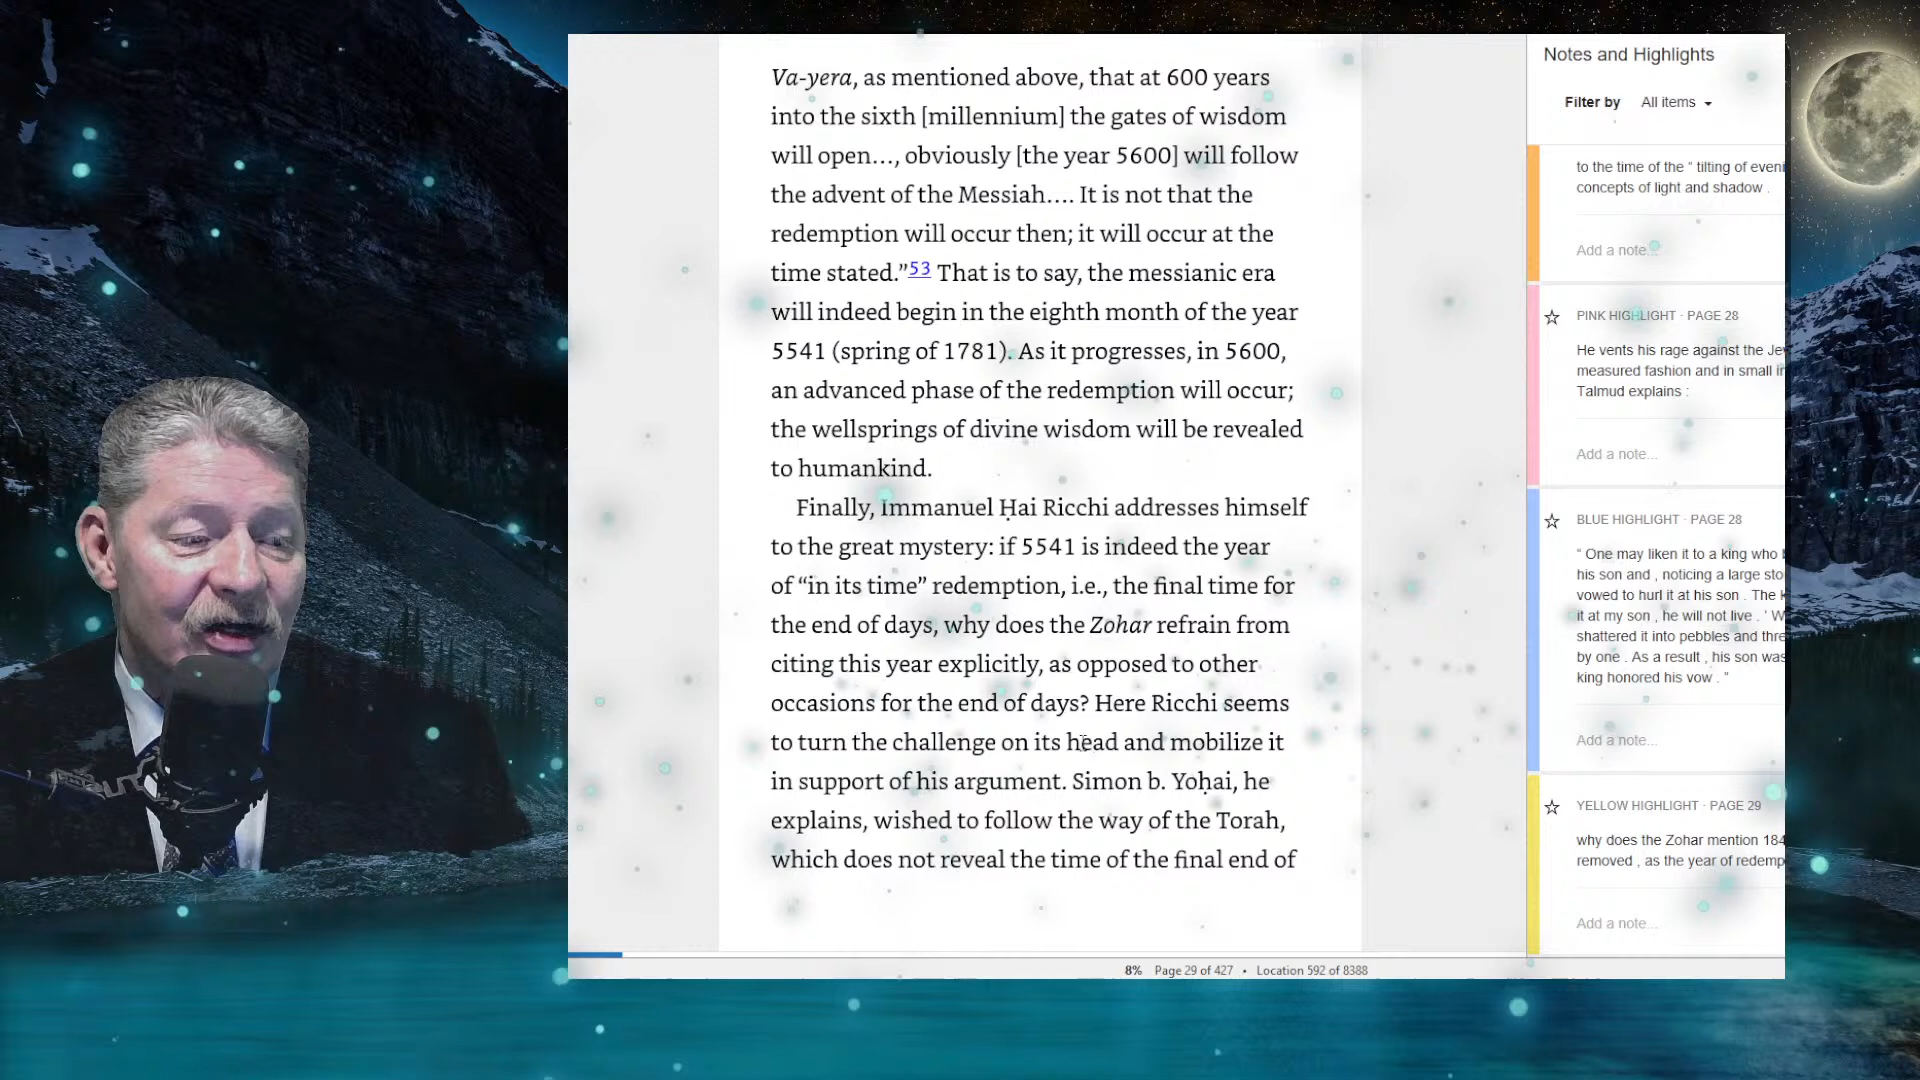 Va-yera, as mentioned above, that at 600 years
into the sixth [millennium] the gates of wisdom
will open..., obviously [the year 5600] will follow
the advent of the Messiah.... It is not that the
redemption will occur then; it will occur at the
time stated.”53 That is to say, the messianic era
will indeed begin in the eighth month of the year
5541 (spring of 1781). As it progresses, in 5600,
an advanced phase of the redemption will occur;
the wellsprings of divine wisdom will be revealed
to humankind.
Finally, Immanuel Ḥai Ricchi addresses himself
to the great mystery: if 5541 is indeed the year
of “in its time” redemption, i.e., the final time for
the end of days, why does the Zohar refrain from
citing this year explicitly, as opposed to other
occasions for the end of days? Here Ricchi seems
to turn the challenge on its head and mobilize it
in support of his argument. Simon b. Yoḥai, he
explains, wished to follow the way of the Torah,
which does not reveal the time of the final end of
8% Page 29 of 427 • Location 592 of 8388
Notes and Highlights
Filter by All items
to the time of the “ tilting of eveni
concepts of light and shadow .
Add a note...
PINK HIGHLIGHT · PAGE 28
He vents his rage against the Jew
measured fashion and in small in
Talmud explains :
Add a note...
BLUE HIGHLIGHT · PAGE 28
“ One may liken it to a king who
his son and , noticing a large sto
vowed to hurl it at his son . The k
it at my son , he will not live . ' W
shattered it into pebbles and thre
by one . As a result , his son was
king honored his vow . ”
Add a note...
YELLOW HIGHLIGHT · PAGE 29
why does the Zohar mention 184
removed , as the year of redemp
Add a note...